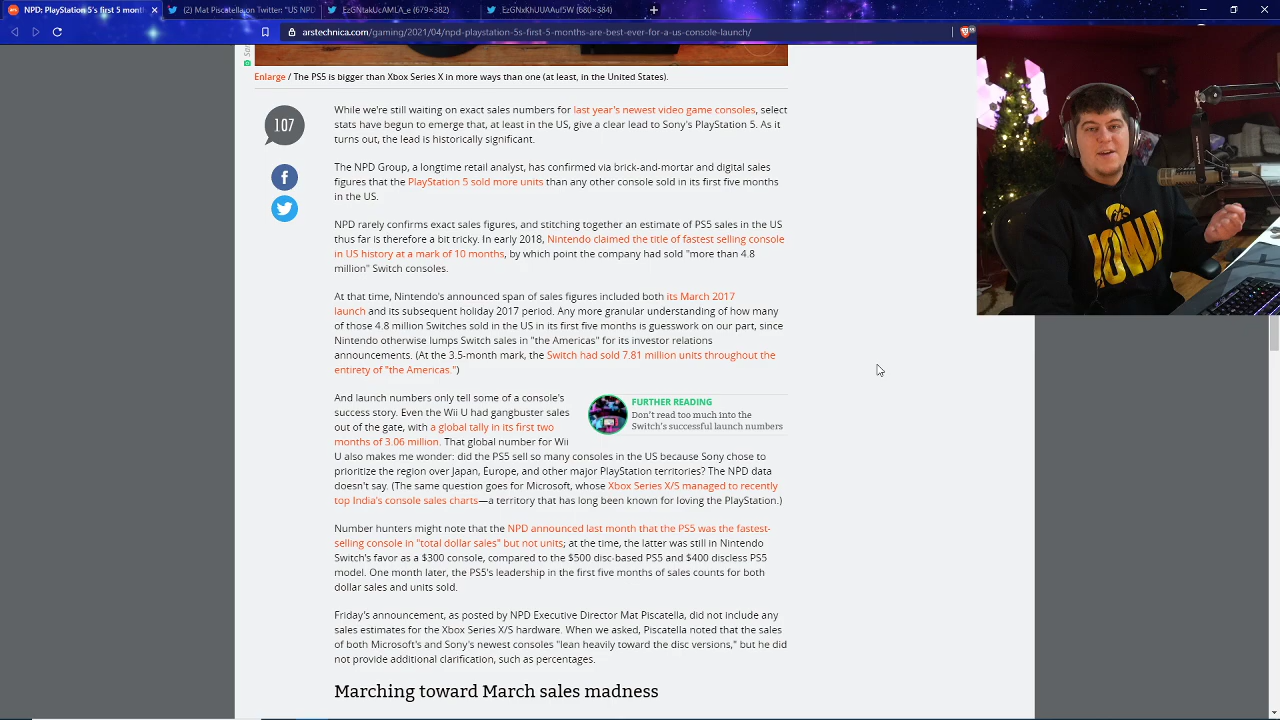 NPD: PlayStation 5's first 5 mont
(2) Mat Piscatella on Twitter: "US NPD
EzGNtakUcAMLA_e (679×382)
EzGNxKhUUAAuf5W (680×384)
arstechnica.com/gaming/2021/04/npd-playstation-5s-first-5-months-are-best-ever-for-a-us-console-launch/
Enlarge / The PS5 is bigger than Xbox Series X in more ways than one (at least, in the United States).
107
While we're still waiting on exact sales numbers for last year's newest video game consoles, select
stats have begun to emerge that, at least in the US, give a clear lead to Sony's PlayStation 5. As it
turns out, the lead is historically significant.
The NPD Group, a longtime retail analyst, has confirmed via brick-and-mortar and digital sales
figures that the PlayStation 5 sold more units than any other console sold in its first five months
in the US.
NPD rarely confirms exact sales figures, and stitching together an estimate of PS5 sales in the US
thus far is therefore a bit tricky. In early 2018, Nintendo claimed the title of fastest selling console
in US history at a mark of 10 months, by which point the company had sold "more than 4.8
million" Switch consoles.
At that time, Nintendo's announced span of sales figures included both its March 2017
launch and its subsequent holiday 2017 period. Any more granular understanding of how many
of those 4.8 million Switches sold in the US in its first five months is guesswork on our part, since
Nintendo otherwise lumps Switch sales in "the Americas" for its investor relations
announcements. (At the 3.5-month mark, the Switch had sold 7.81 million units throughout the
entirety of "the Americas.")
And launch numbers only tell some of a console's
success story. Even the Wii U had gangbuster sales
out of the gate, with a global tally in its first two
months of 3.06 million. That global number for Wii
FURTHER READING
Don't read too much into the
Switch's successful launch numbers
U also makes me wonder: did the PS5 sell so many consoles in the US because Sony chose to
prioritize the region over Japan, Europe, and other major PlayStation territories? The NPD data
doesn't say. (The same question goes for Microsoft, whose Xbox Series X/S managed to recently
top India's console sales charts—a territory that has long been known for loving the PlayStation.)
Number hunters might note that the NPD announced last month that the PS5 was the fastest-
selling console in "total dollar sales" but not units; at the time, the latter was still in Nintendo
Switch's favor as a $300 console, compared to the $500 disc-based PS5 and $400 discless PS5
model. One month later, the PS5's leadership in the first five months of sales counts for both
dollar sales and units sold.
Friday's announcement, as posted by NPD Executive Director Mat Piscatella, did not include any
sales estimates for the Xbox Series X/S hardware. When we asked, Piscatella noted that the sales
of both Microsoft's and Sony's newest consoles "lean heavily toward the disc versions," but he did
not provide additional clarification, such as percentages.
Marching toward March sales madness
IOWA